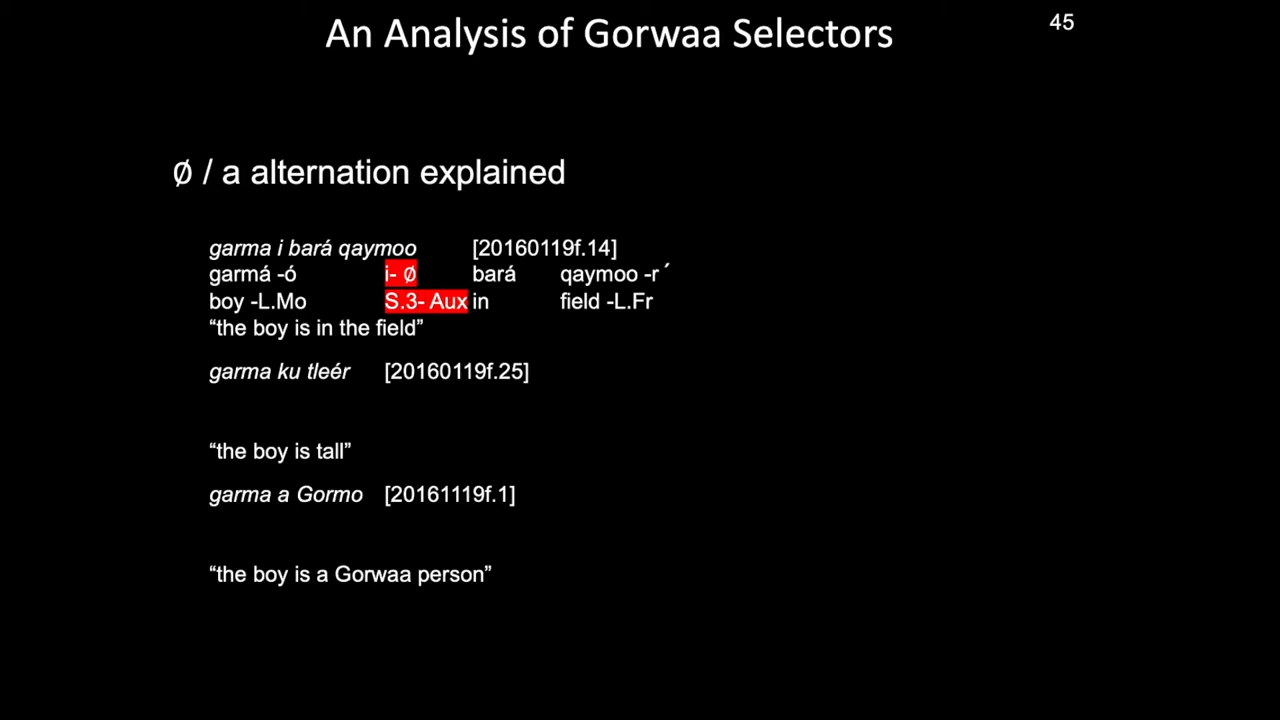 An Analysis of Gorwaa Selectors
45
Ø / a alternation explained
garma i bará qaymoo [20160119f.14]
garmá -ó i- Ø bará qaymoo -r ´
boy -L.Mo S.3- Aux in field -L.Fr
“the boy is in the field”
garma ku tleér [20160119f.25]
“the boy is tall”
garma a Gormo [20161119f.1]
“the boy is a Gorwaa person”